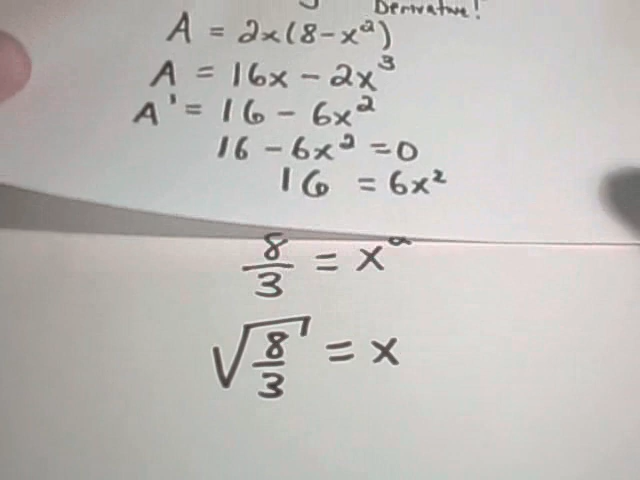 Derivative!
A = 2x(8-x²)
A = 16x - 2x³
A' = 16 - 6x²
16 - 6x² = 0
16 = 6x²
8/3 = x²
√(8/3) = x